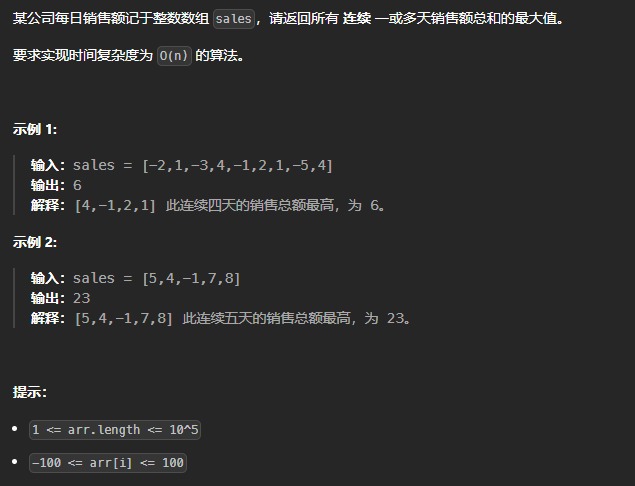 某公司每日销售额记于整数数组 sales，请返回所有 连续 一或多天销售额总和的最大值。
要求实现时间复杂度为 O(n) 的算法。
示例 1:
输入: sales = [-2,1,-3,4,-1,2,1,-5,4]
输出: 6
解释: [4,-1,2,1] 此连续四天的销售总额最高，为 6。
示例 2:
输入: sales = [5,4,-1,7,8]
输出: 23
解释: [5,4,-1,7,8] 此连续五天的销售总额最高，为 23。
提示：
• 1 <= arr.length <= 10^5
• -100 <= arr[i] <= 100